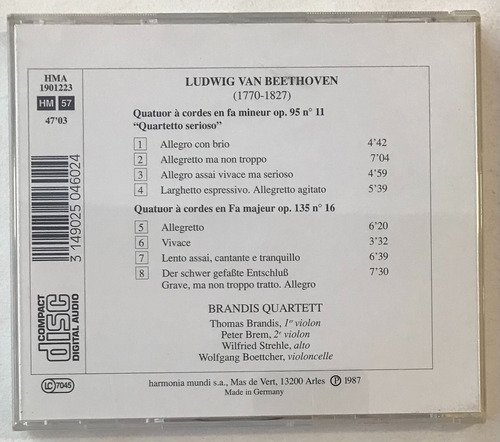 HMA
1901223
HM 57
47'03
3 149025 046024
COMPACT
disc
DIGITAL AUDIO
LC 7045
LUDWIG VAN BEETHOVEN
(1770-1827)
Quatuor à cordes en fa mineur op. 95 n° 11
“Quartetto serioso”
1 Allegro con brio 4’42
2 Allegretto ma non troppo 7’04
3 Allegro assai vivace ma serioso 4’59
4 Larghetto espressivo. Allegretto agitato 5’39
Quatuor à cordes en Fa majeur op. 135 n° 16
5 Allegretto 6’20
6 Vivace 3’32
7 Lento assai, cantante e tranquillo 6’39
8 Der schwer gefaßte Entschluß 7’30
Grave, ma non troppo tratto. Allegro
BRANDIS QUARTETT
Thomas Brandis, 1er violon
Peter Brem, 2e violon
Wilfried Strehle, alto
Wolfgang Boettcher, violoncelle
harmonia mundi s.a., Mas de Vert, 13200 Arles ℗ 1987
Made in Germany